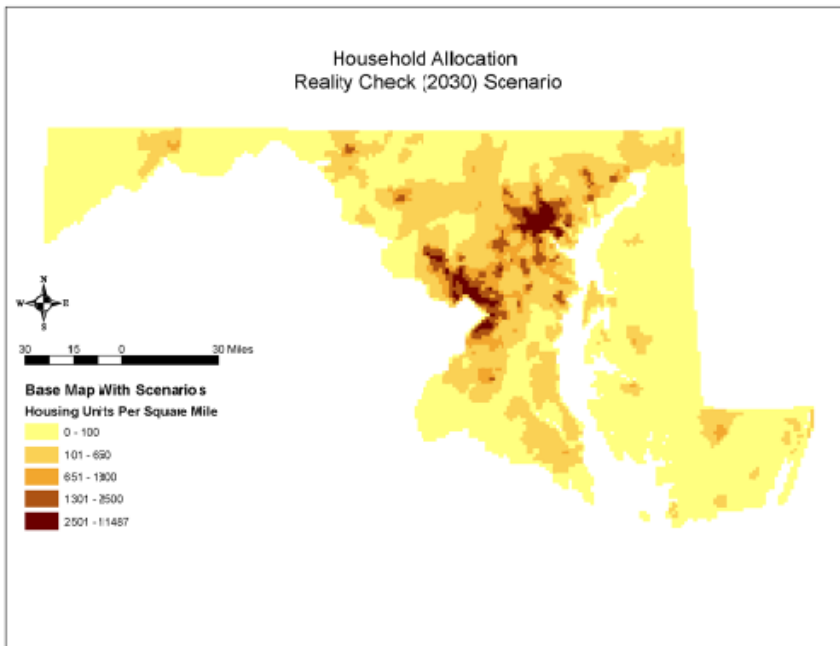 Household Allocation
Reality Check (2030) Scenario
N
W E
S
30 15 0 30 Miles
Base Map With Scenarios
Housing Units Per Square Mile
0 - 100
101 - 650
651 - 1300
1301 - 2500
2501 - 11487